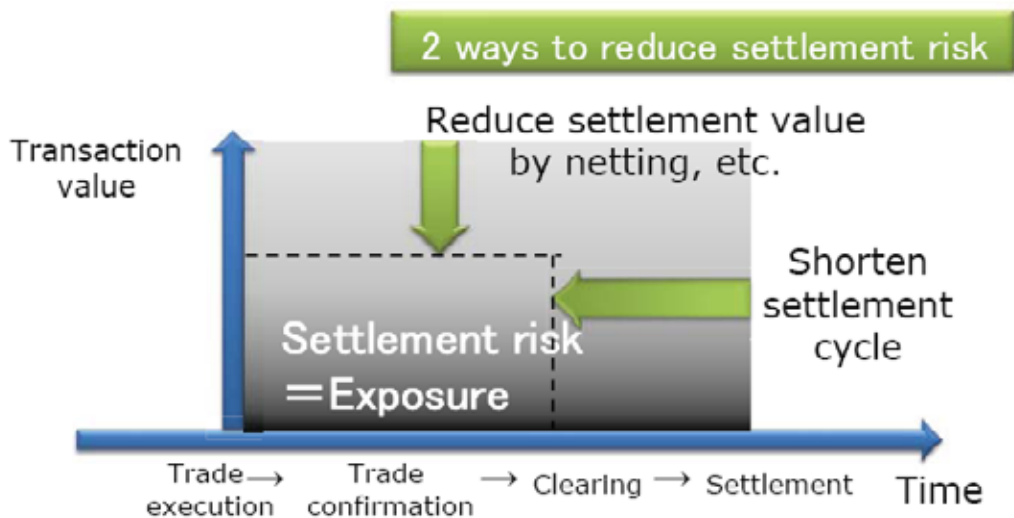 2 ways to reduce settlement risk
Reduce settlement value
by netting, etc.
Transaction
value
Shorten
settlement
cycle
Settlement risk
＝Exposure
Trade
execution
→
Trade
confirmation
→
Clearing
→
Settlement
Time